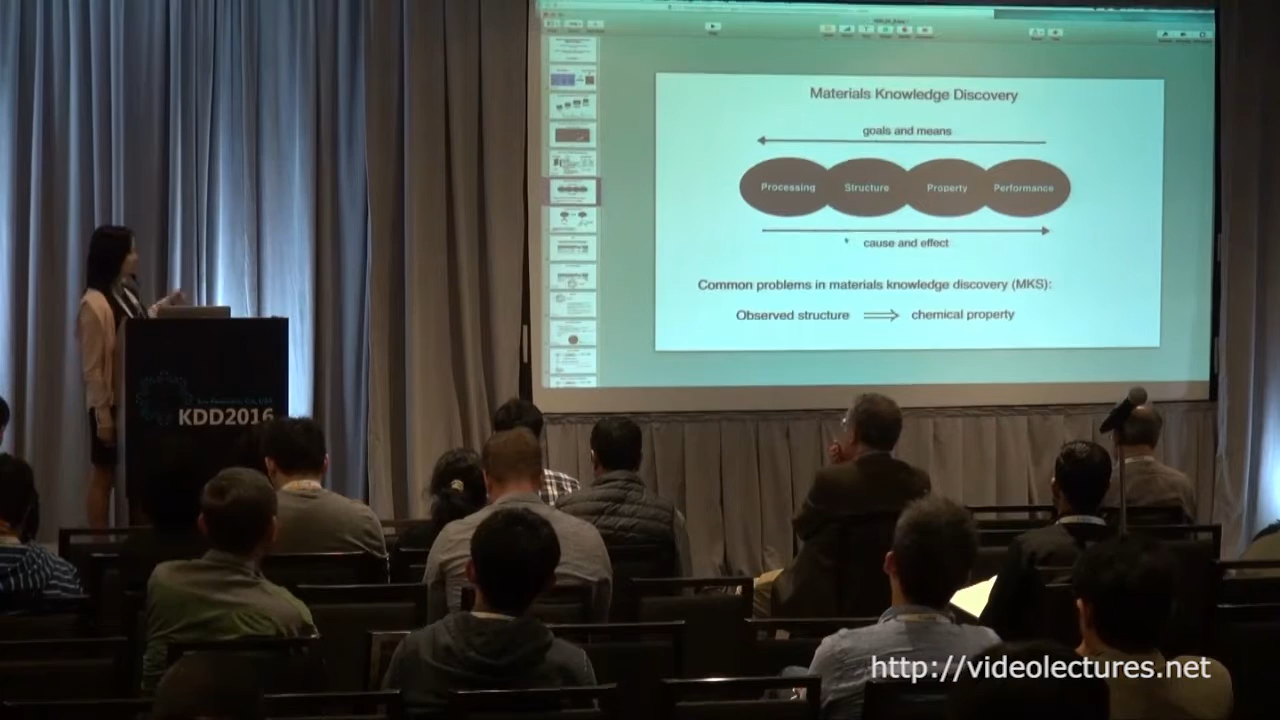 Materials Knowledge Discovery
goals and means
Processing Structure Property Performance
cause and effect
Common problems in materials knowledge discovery (MKS):
Observed structure ⟹ chemical property
KDD2016
http://videolectures.net